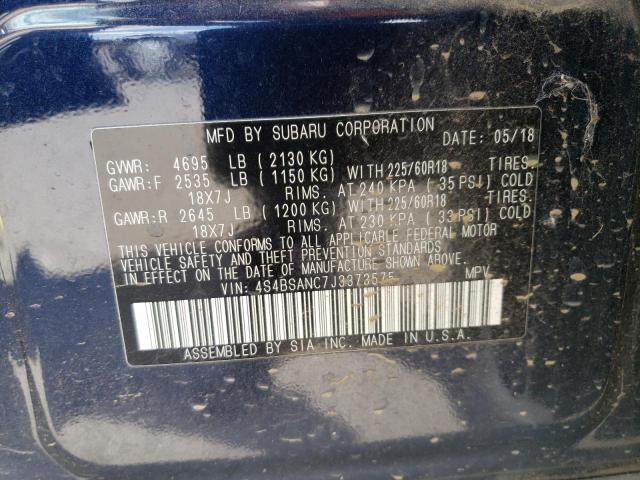 MFD BY SUBARU CORPORATION DATE: 05/18
GVWR: 4695 LB (2130 KG)
GAWR:F 2535 LB (1150 KG) WITH 225/60R18 TIRES.
18X7J RIMS. AT 240 KPA (35 PSI) COLD
GAWR:R 2645 LB (1200 KG) WITH 225/60R18 TIRES.
18X7J RIMS. AT 230 KPA (33 PSI) COLD
THIS VEHICLE CONFORMS TO ALL APPLICABLE FEDERAL MOTOR
VEHICLE SAFETY AND THEFT PREVENTION STANDARDS
IN EFFECT ON THE DATE OF MANUFACTURE SHOWN ABOVE.
VIN: 4S4BSANC7J3373575 MPV
ASSEMBLED BY SIA INC. MADE IN U.S.A.